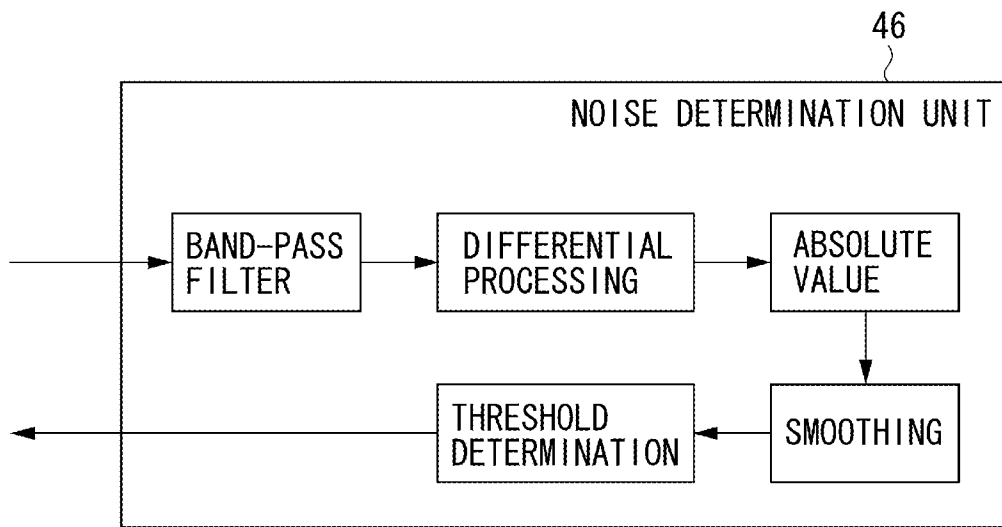 46
NOISE DETERMINATION UNIT
BAND-PASS
FILTER
DIFFERENTIAL
PROCESSING
ABSOLUTE
VALUE
THRESHOLD
DETERMINATION
SMOOTHING